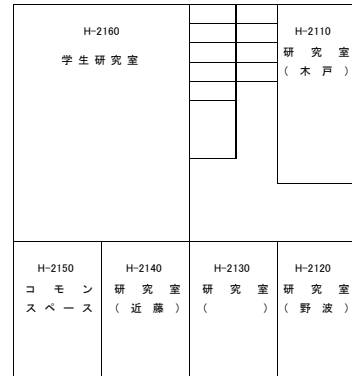 H-2160
学生研究室
H-2110
研究室
(木戸)
H-2150
コモン
スペース
H-2140
研究室
(近藤)
H-2130
研究室
(　　)
H-2120
研究室
(野波)